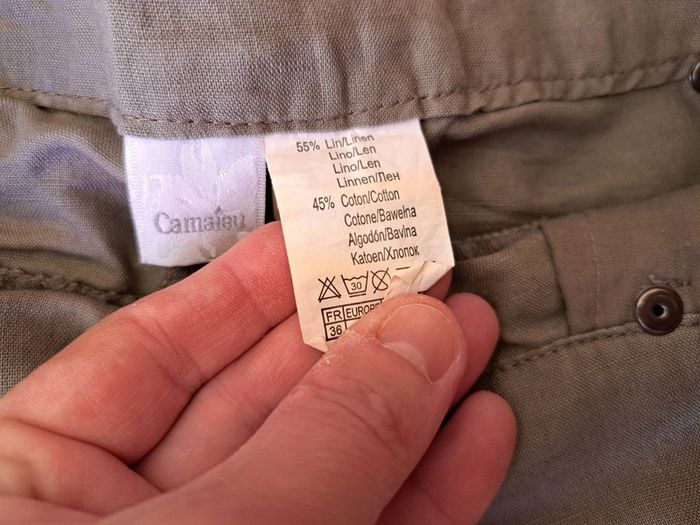 Camaïeu
55% Lin/Linen
Lino/Len
Lino/Len
Linnen/Лен
45% Coton/Cotton
Cotone/Bawełna
Algodón/Bavlna
Katoen/Хлопок
30
FR EUROPE
36